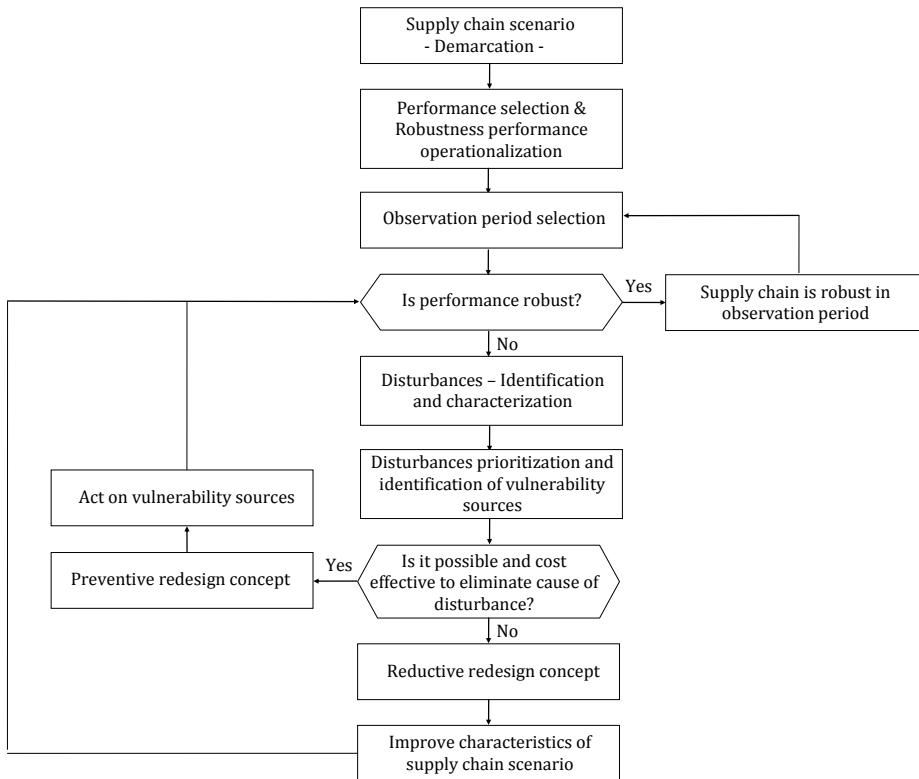 Supply chain scenario
- Demarcation -
Performance selection &
Robustness performance
operationalization
Observation period selection
Is performance robust?
Yes
Supply chain is robust in
observation period
No
Disturbances – Identification
and characterization
Disturbances prioritization and
identification of vulnerability
sources
Act on vulnerability sources
Is it possible and cost
effective to eliminate cause of
disturbance?
Yes
Preventive redesign concept
No
Reductive redesign concept
Improve characteristics of
supply chain scenario